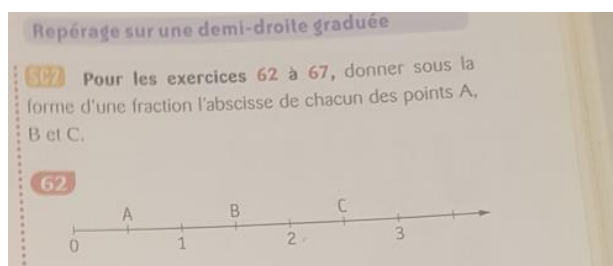 Repérage sur une demi-droite graduée
SC2 Pour les exercices 62 à 67, donner sous la
forme d'une fraction l'abscisse de chacun des points A,
B et C.
62
A B C
0 1 2 3